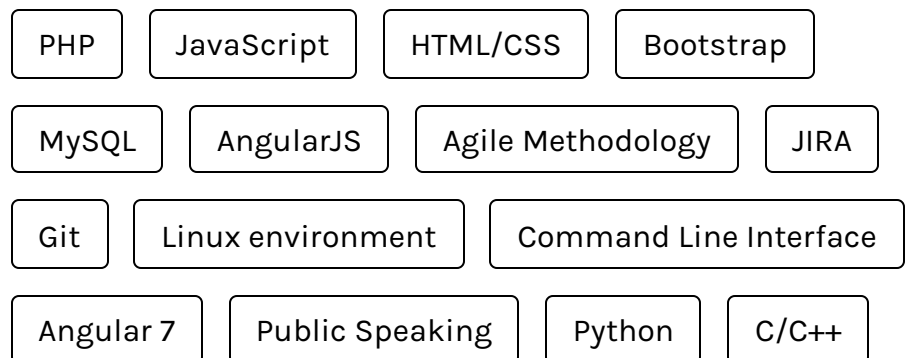 PHP JavaScript HTML/CSS Bootstrap
MySQL AngularJS Agile Methodology JIRA
Git Linux environment Command Line Interface
Angular 7 Public Speaking Python C/C++